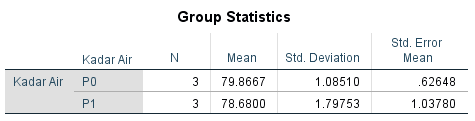 Group Statistics
Kadar Air N Mean Std. Deviation Std. Error Mean
Kadar Air P0 3 79.8667 1.08510 .62648
P1 3 78.6800 1.79753 1.03780